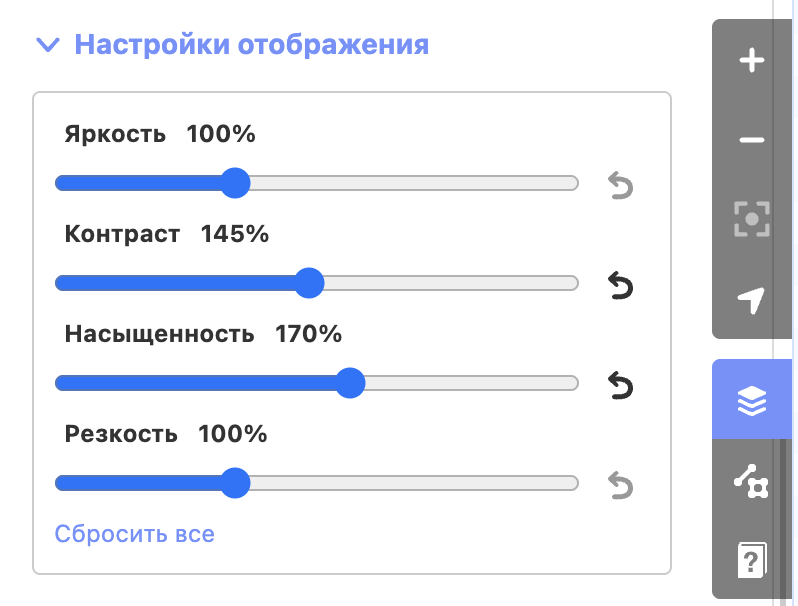 Настройки отображения
Яркость 100%
Контраст 145%
Насыщенность 170%
Резкость 100%
Сбросить все
?